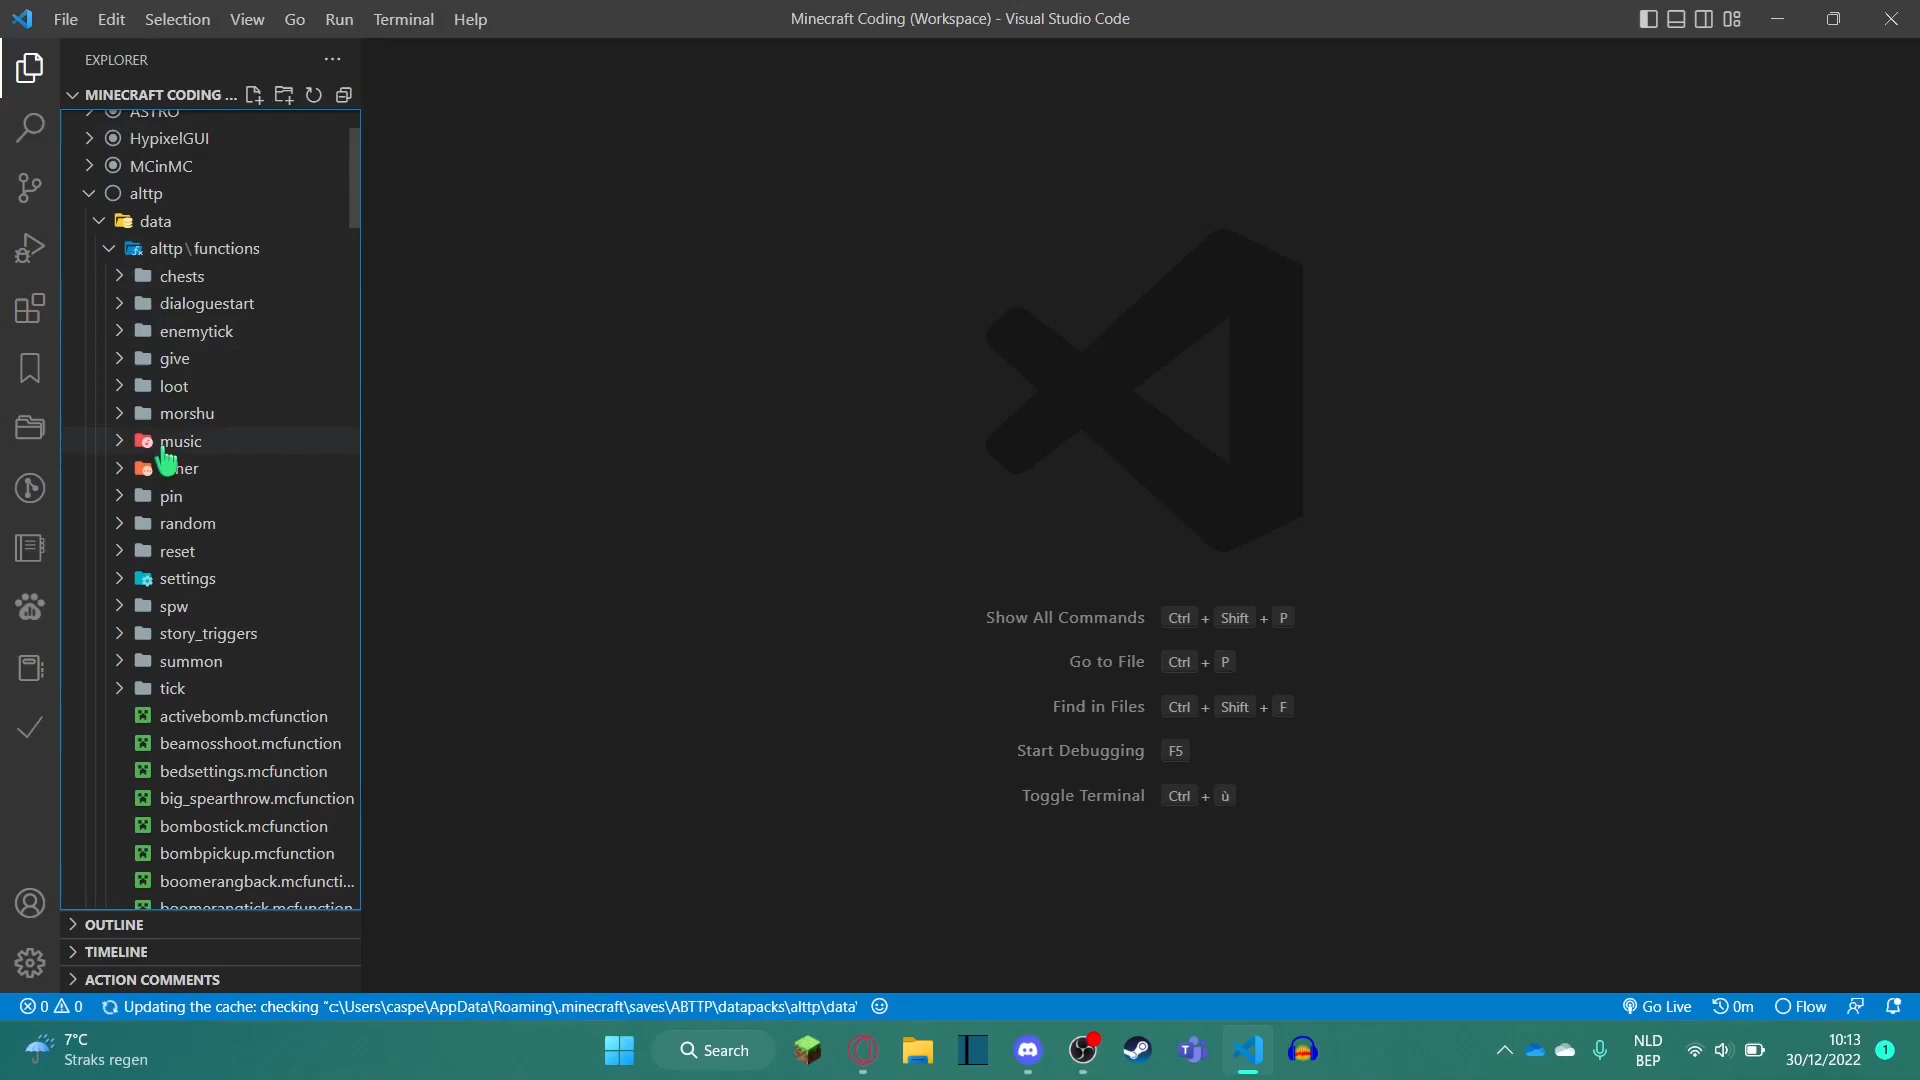 File Edit Selection View Go Run Terminal Help
Minecraft Coding (Workspace) - Visual Studio Code
EXPLORER
MINECRAFT CODING ...
ASTRO
HypixelGUI
MCinMC
alttp
data
alttp\functions
chests
dialoguestart
enemytick
give
loot
morshu
music
pin
random
reset
settings
spw
story_triggers
summon
tick
activebomb.mcfunction
beamosshoot.mcfunction
bedsettings.mcfunction
big_spearthrow.mcfunction
bombostick.mcfunction
bombpickup.mcfunction
boomerangback.mcfuncti...
boomerangtick.mcfunction
OUTLINE
TIMELINE
ACTION COMMENTS
Show All Commands Ctrl + Shift + P
Go to File Ctrl + P
Find in Files Ctrl + Shift + F
Start Debugging F5
Toggle Terminal Ctrl + ù
0 0 Updating the cache: checking "c:\Users\caspe\AppData\Roaming\.minecraft\saves\ABTTP\datapacks\alttp\data'
Go Live 0m Flow
7°C
Straks regen
Search
NLD
BEP
10:13
30/12/2022
1